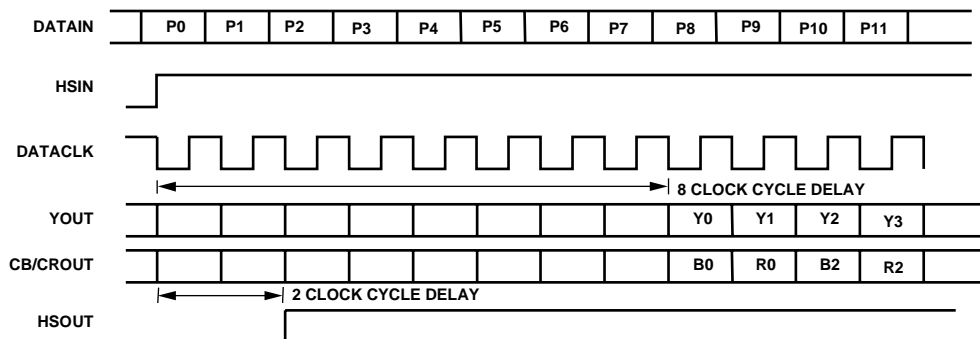 DATAIN P0 P1 P2 P3 P4 P5 P6 P7 P8 P9 P10 P11
HSIN
DATACLK
8 CLOCK CYCLE DELAY
YOUT Y0 Y1 Y2 Y3
CB/CROUT B0 R0 B2 R2
2 CLOCK CYCLE DELAY
HSOUT